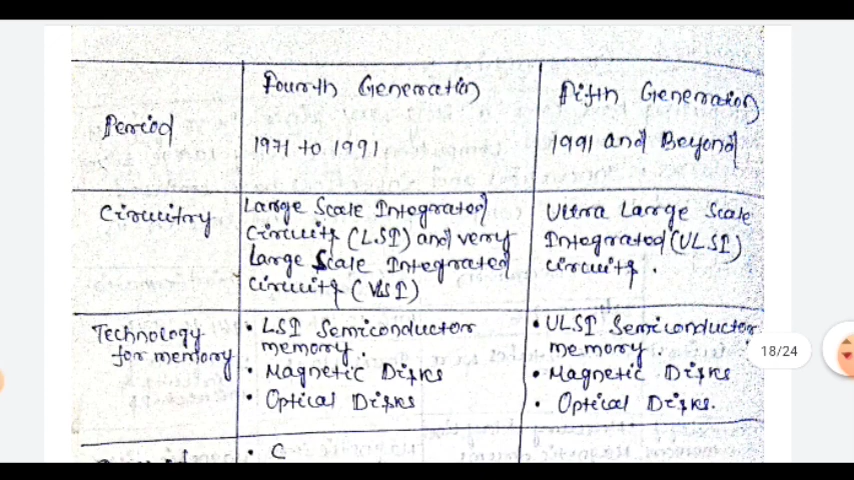 Fourth Generation
Fifth Generation
Period
1971 to 1991
1991 and Beyond
Circuitry
Large Scale Integrated
Circuits (LSI) and very
Large Scale Integrated
Circuits (VLSI)
Ultra Large Scale
Integrated (ULSI)
circuits.
Technology
for memory
• LSI Semiconductor
memory.
• Magnetic Disks
• Optical Disks
• ULSI Semiconductor
memory
• Magnetic Disks
• Optical Disks.
18/24
• C